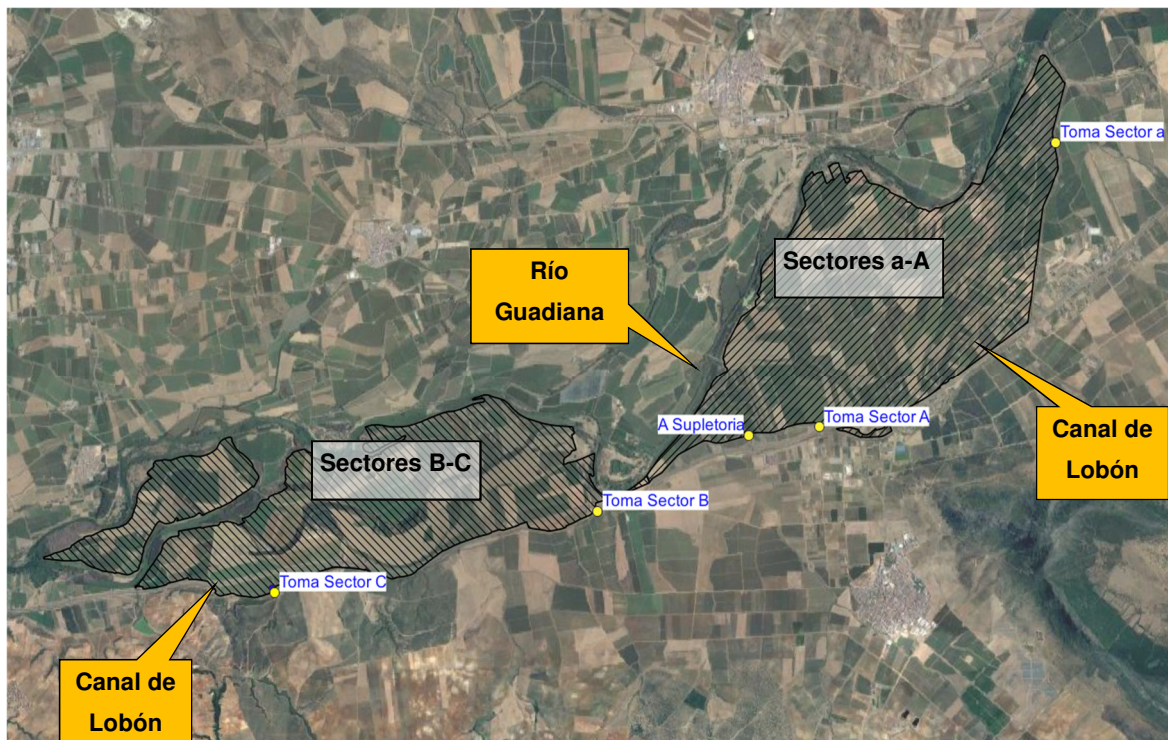 Toma Sector a
Sectores a-A
Río
Guadiana
A Supletoria
Toma Sector A
Canal de
Lobón
Sectores B-C
Toma Sector B
Toma Sector C
Canal de
Lobón